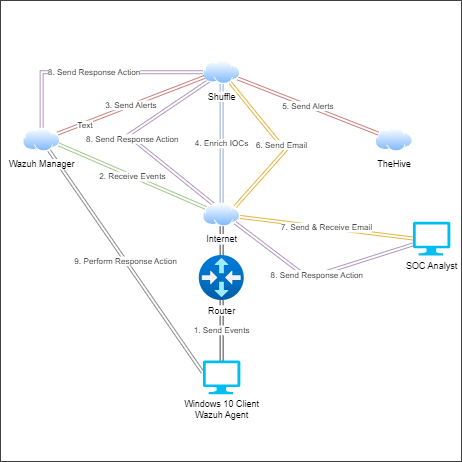 8. Send Response Action
Shuffle
3. Send Alerts
5. Send Alerts
Text
8. Send Response Action
4. Enrich IOCs
6. Send Email
Wazuh Manager
TheHive
2. Receive Events
7. Send & Receive Email
Internet
9. Perform Response Action
8. Send Response Action
SOC Analyst
Router
1. Send Events
Windows 10 Client
Wazuh Agent